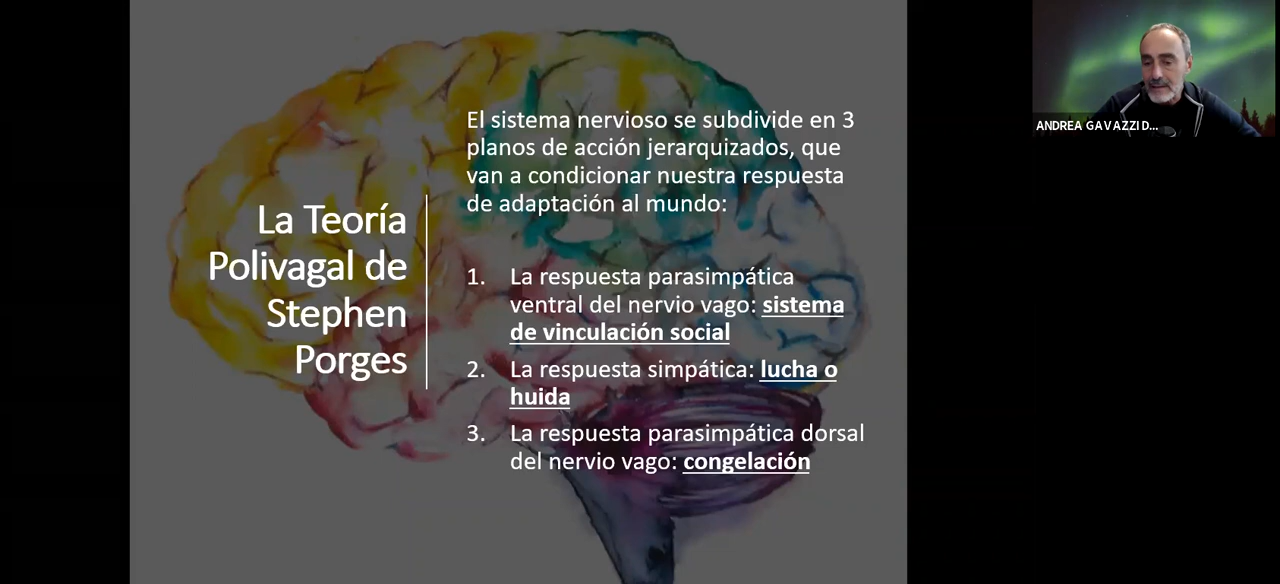 La Teoría
Polivagal de
Stephen
Porges
El sistema nervioso se subdivide en 3
planos de acción jerarquizados, que
van a condicionar nuestra respuesta
de adaptación al mundo:
1. La respuesta parasimpática
ventral del nervio vago: sistema
de vinculación social
2. La respuesta simpática: lucha o
huida
3. La respuesta parasimpática dorsal
del nervio vago: congelación
ANDREA GAVAZZI D...